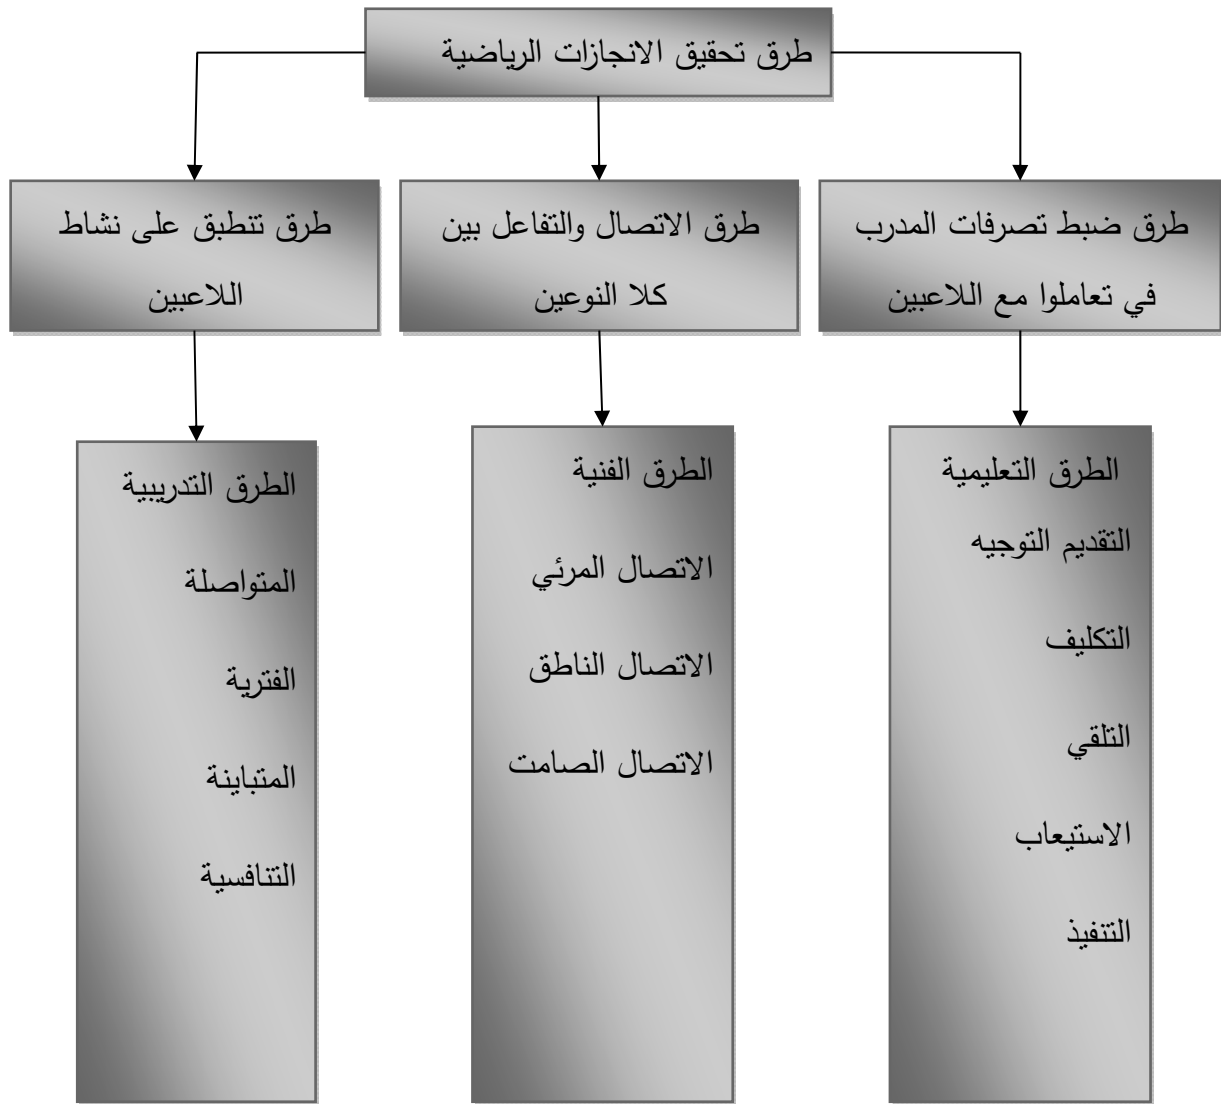 طرق تحقيق الانجازات الرياضية
طرق ضبط تصرفات المدرب
في تعاملوا مع اللاعبين
طرق الاتصال والتفاعل بين
كلا النوعين
طرق تنطبق على نشاط
اللاعبين
الطرق التعليمية
التقديم التوجيه
التكليف
التلقي
الاستيعاب
التنفيذ
الطرق الفنية
الاتصال المرئي
الاتصال الناطق
الاتصال الصامت
الطرق التدريبية
المتواصلة
الفترية
المتباينة
التنافسية